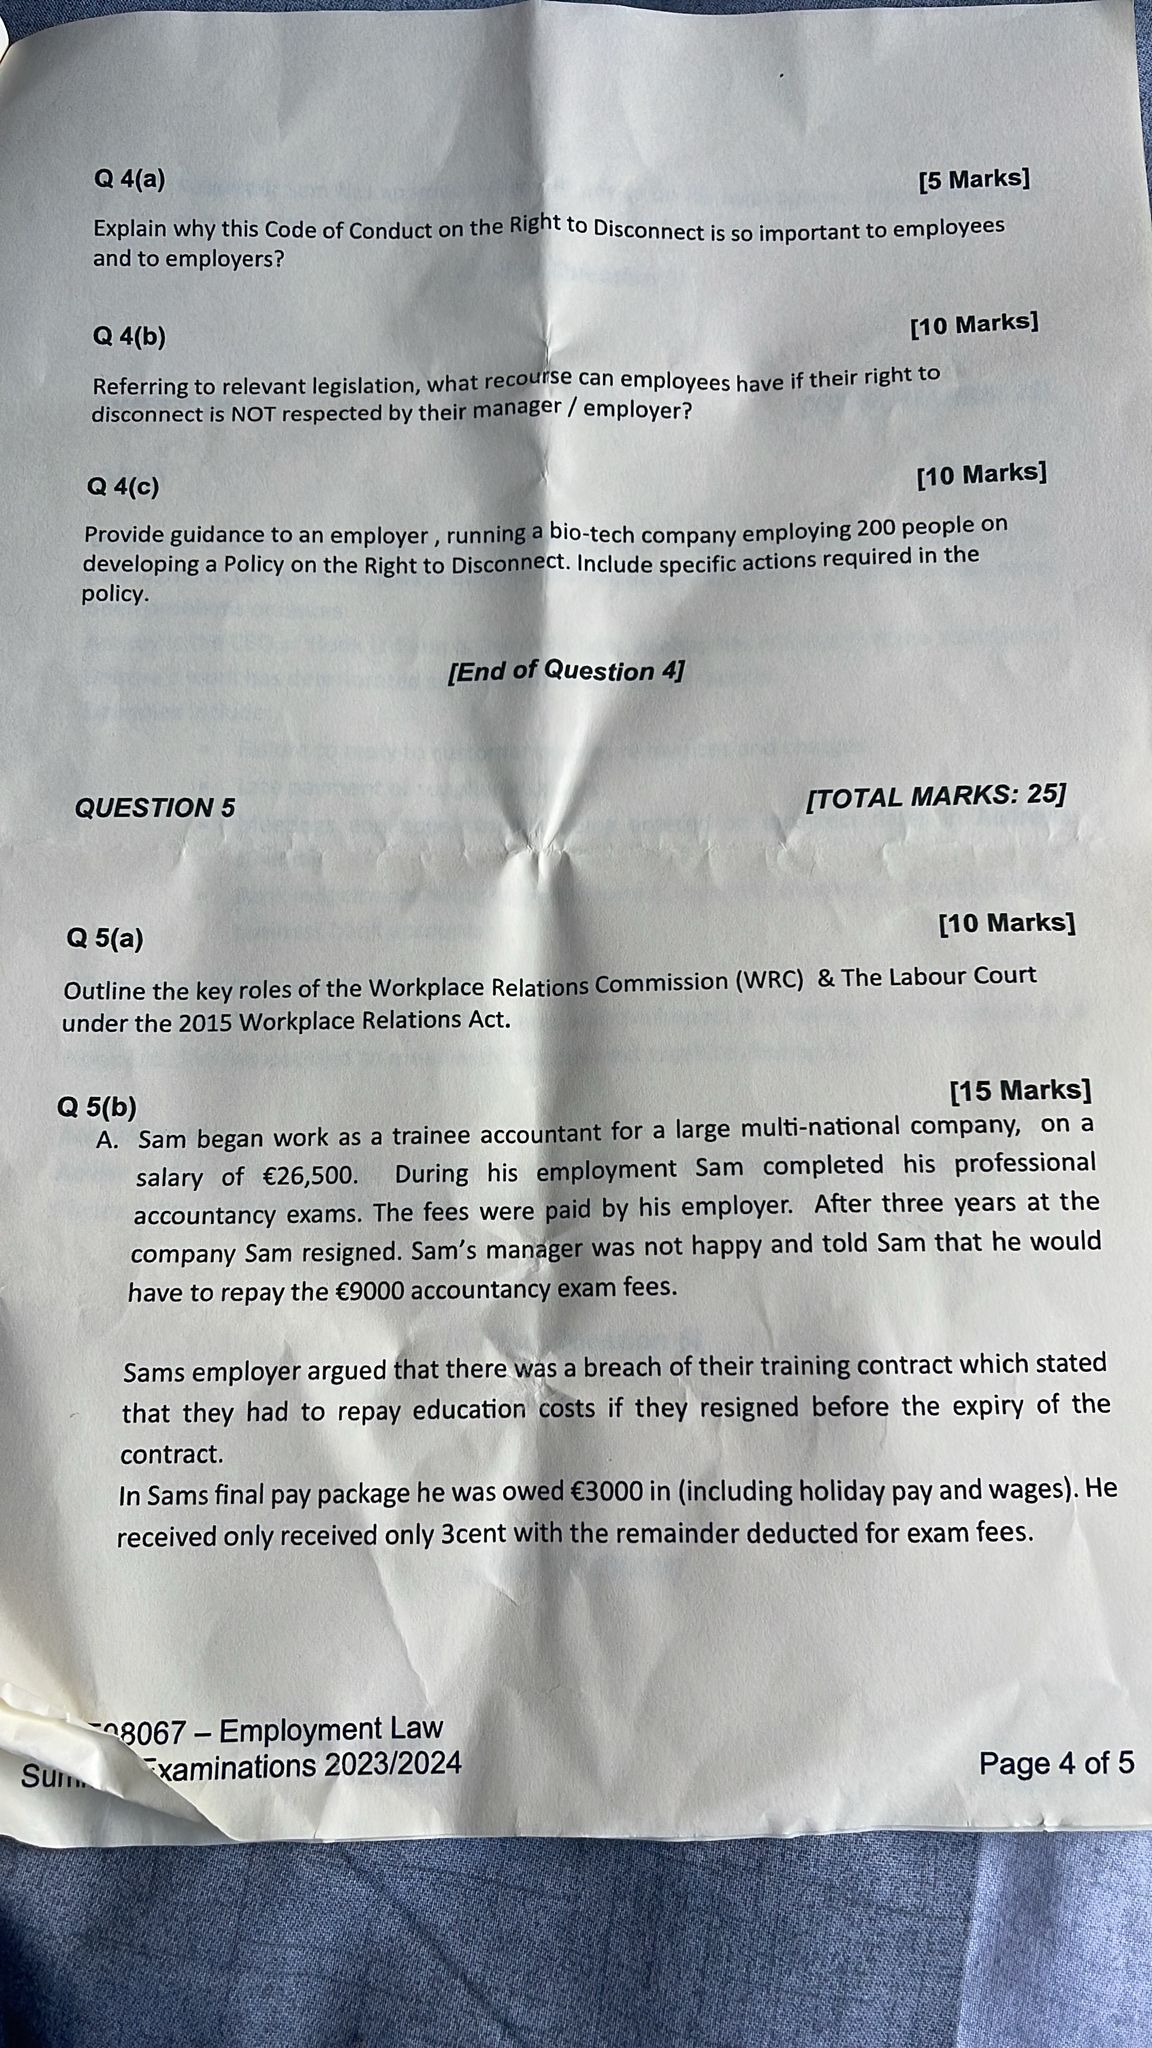 Q 4(a) [5 Marks]
Explain why this Code of Conduct on the Right to Disconnect is so important to employees
and to employers?
Q 4(b) [10 Marks]
Referring to relevant legislation, what recourse can employees have if their right to
disconnect is NOT respected by their manager / employer?
Q 4(c) [10 Marks]
Provide guidance to an employer , running a bio-tech company employing 200 people on
developing a Policy on the Right to Disconnect. Include specific actions required in the
policy.
[End of Question 4]
QUESTION 5 [TOTAL MARKS: 25]
Q 5(a) [10 Marks]
Outline the key roles of the Workplace Relations Commission (WRC) & The Labour Court
under the 2015 Workplace Relations Act.
Q 5(b) [15 Marks]
A. Sam began work as a trainee accountant for a large multi-national company, on a
salary of €26,500. During his employment Sam completed his professional
accountancy exams. The fees were paid by his employer. After three years at the
company Sam resigned. Sam's manager was not happy and told Sam that he would
have to repay the €9000 accountancy exam fees.
Sams employer argued that there was a breach of their training contract which stated
that they had to repay education costs if they resigned before the expiry of the
contract.
In Sams final pay package he was owed €3000 in (including holiday pay and wages). He
received only received only 3cent with the remainder deducted for exam fees.
08067 – Employment Law
Examinations 2023/2024 Page 4 of 5